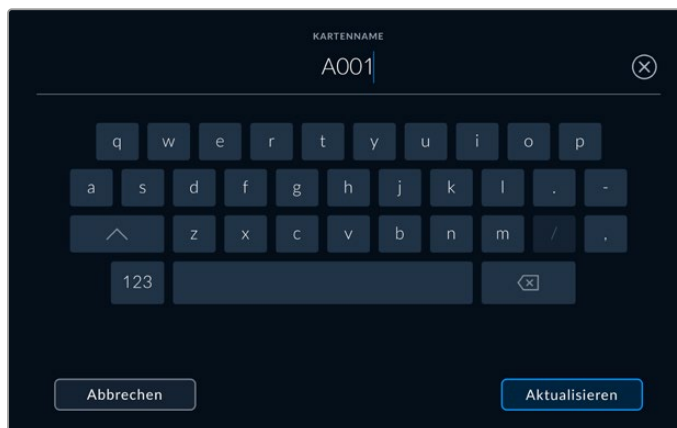 KARTENNAME
A001
q w e r t y u i o p
a s d f g h j k l . -
z x c v b n m / ,
123
Abbrechen Aktualisieren